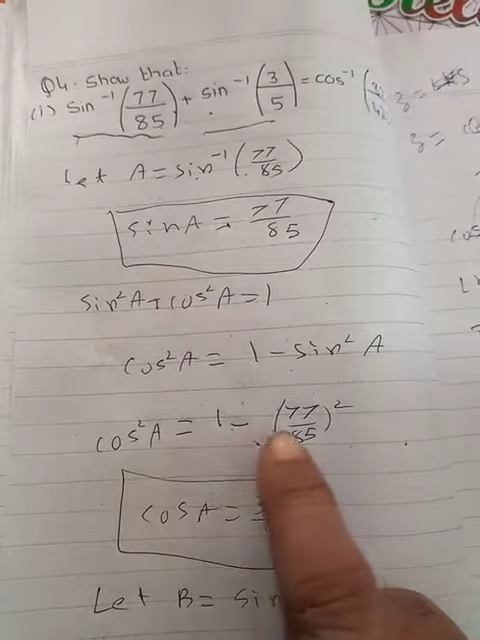 Q4: Show that:
(i) sin⁻¹(77/85) + sin⁻¹(3/5) = cos⁻¹(
Let A = sin⁻¹(77/85)
sinA = 77/85
sin²A + cos²A = 1
cos²A = 1 - sin²A
cos²A = 1 - (77/85)²
cosA =
Let B = sin